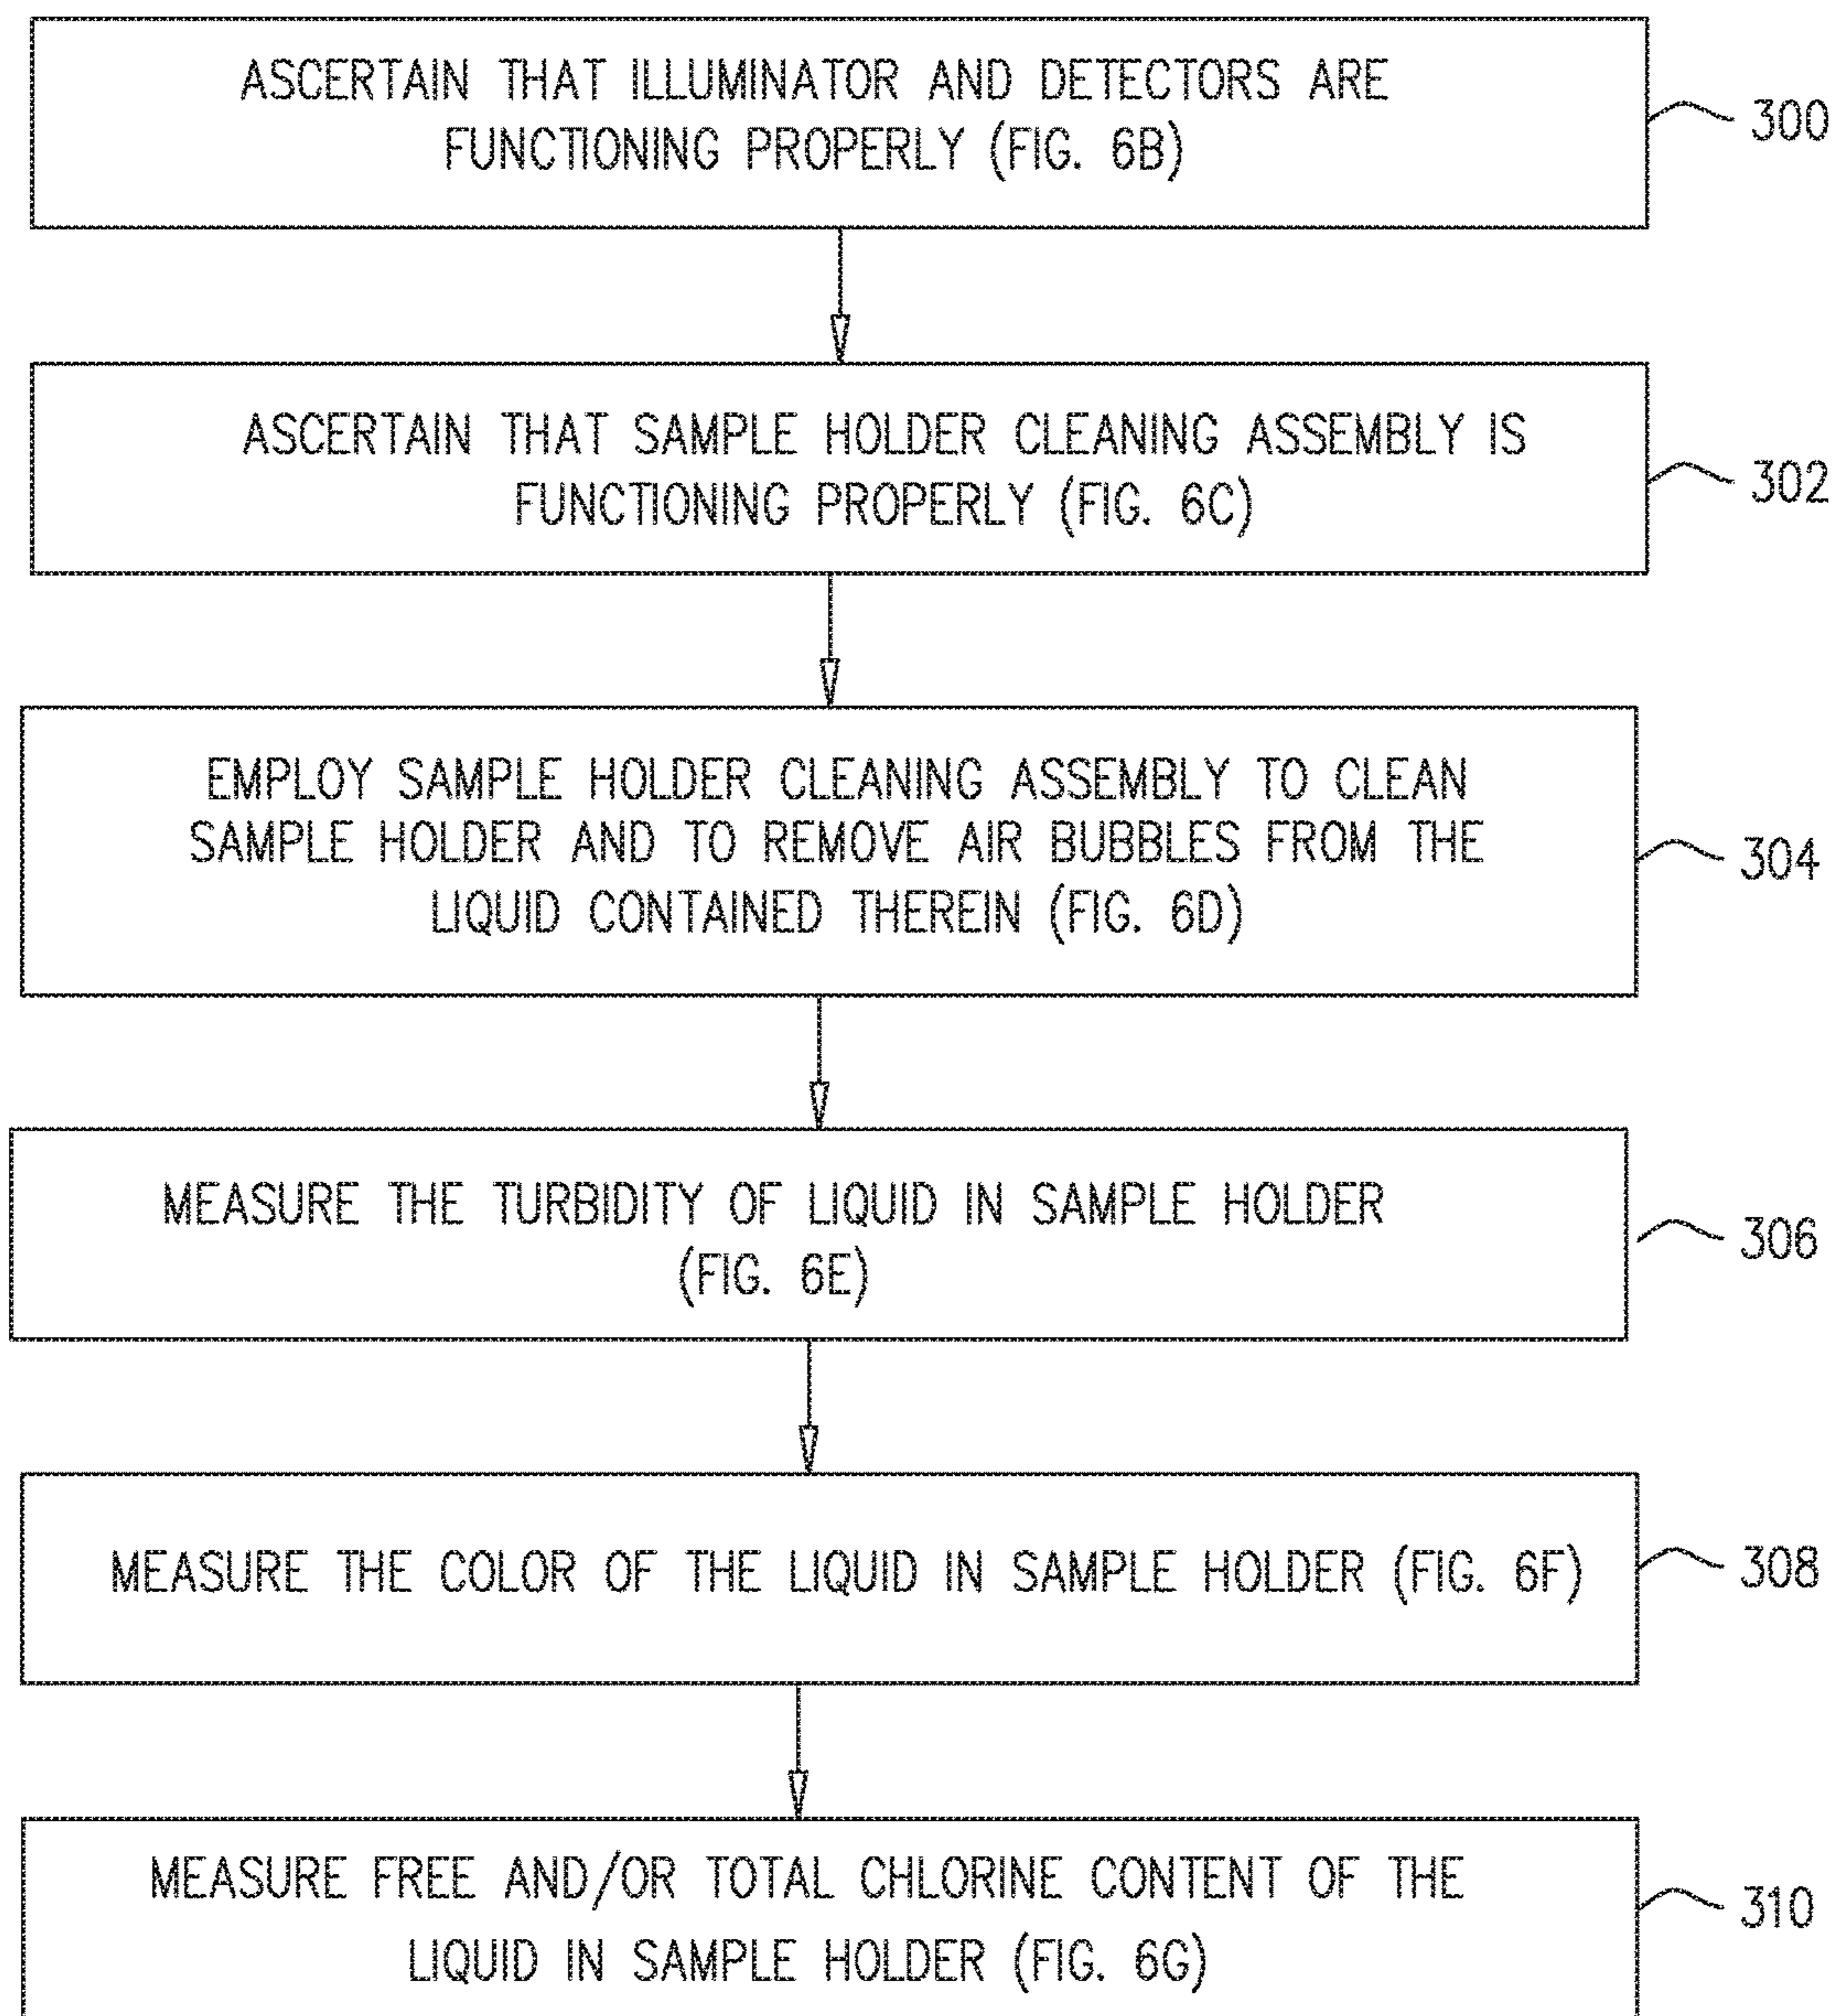 ASCERTAIN THAT ILLUMINATOR AND DETECTORS ARE
FUNCTIONING PROPERLY (FIG. 6B)
300
ASCERTAIN THAT SAMPLE HOLDER CLEANING ASSEMBLY IS
FUNCTIONING PROPERLY (FIG. 6C)
302
EMPLOY SAMPLE HOLDER CLEANING ASSEMBLY TO CLEAN
SAMPLE HOLDER AND TO REMOVE AIR BUBBLES FROM THE
LIQUID CONTAINED THEREIN (FIG. 6D)
304
MEASURE THE TURBIDITY OF LIQUID IN SAMPLE HOLDER
(FIG. 6E)
306
MEASURE THE COLOR OF THE LIQUID IN SAMPLE HOLDER (FIG. 6F)
308
MEASURE FREE AND/OR TOTAL CHLORINE CONTENT OF THE
LIQUID IN SAMPLE HOLDER (FIG. 6G)
310